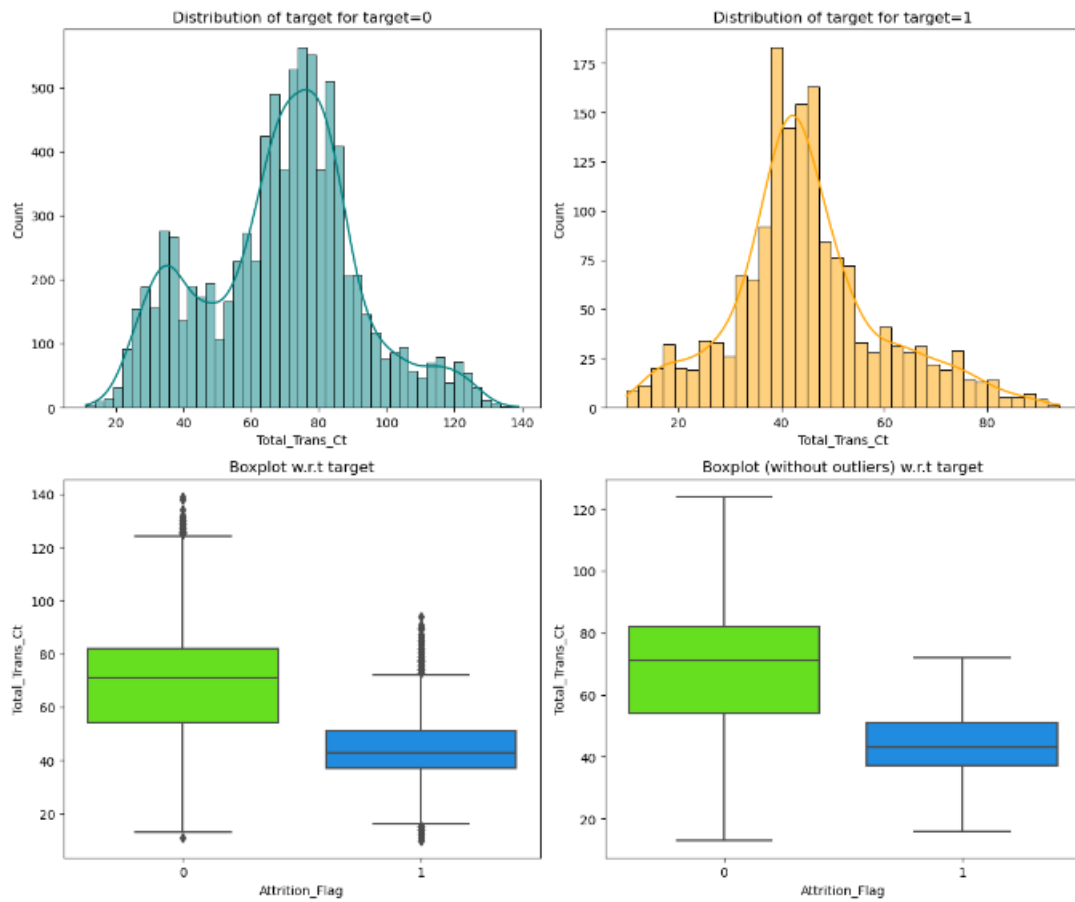 Distribution of target for target=0
500
400
300
200
100
0
Count
20 40 60 80 100 120 140
Total_Trans_Ct
Distribution of target for target=1
175
150
125
100
75
50
25
0
Count
20 40 60 80
Total_Trans_Ct
Boxplot w.r.t target
140
120
100
80
60
40
20
Total_Trans_Ct
0 1
Attrition_Flag
Boxplot (without outliers) w.r.t target
120
100
80
60
40
20
Total_Trans_Ct
0 1
Attrition_Flag